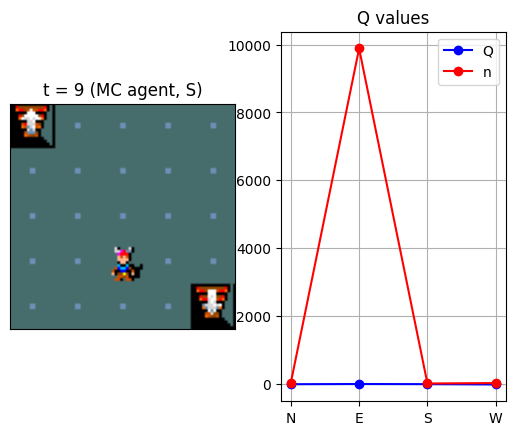 Q values
t = 9 (MC agent, S)
Q
n
10000
8000
6000
4000
2000
0
N E S W